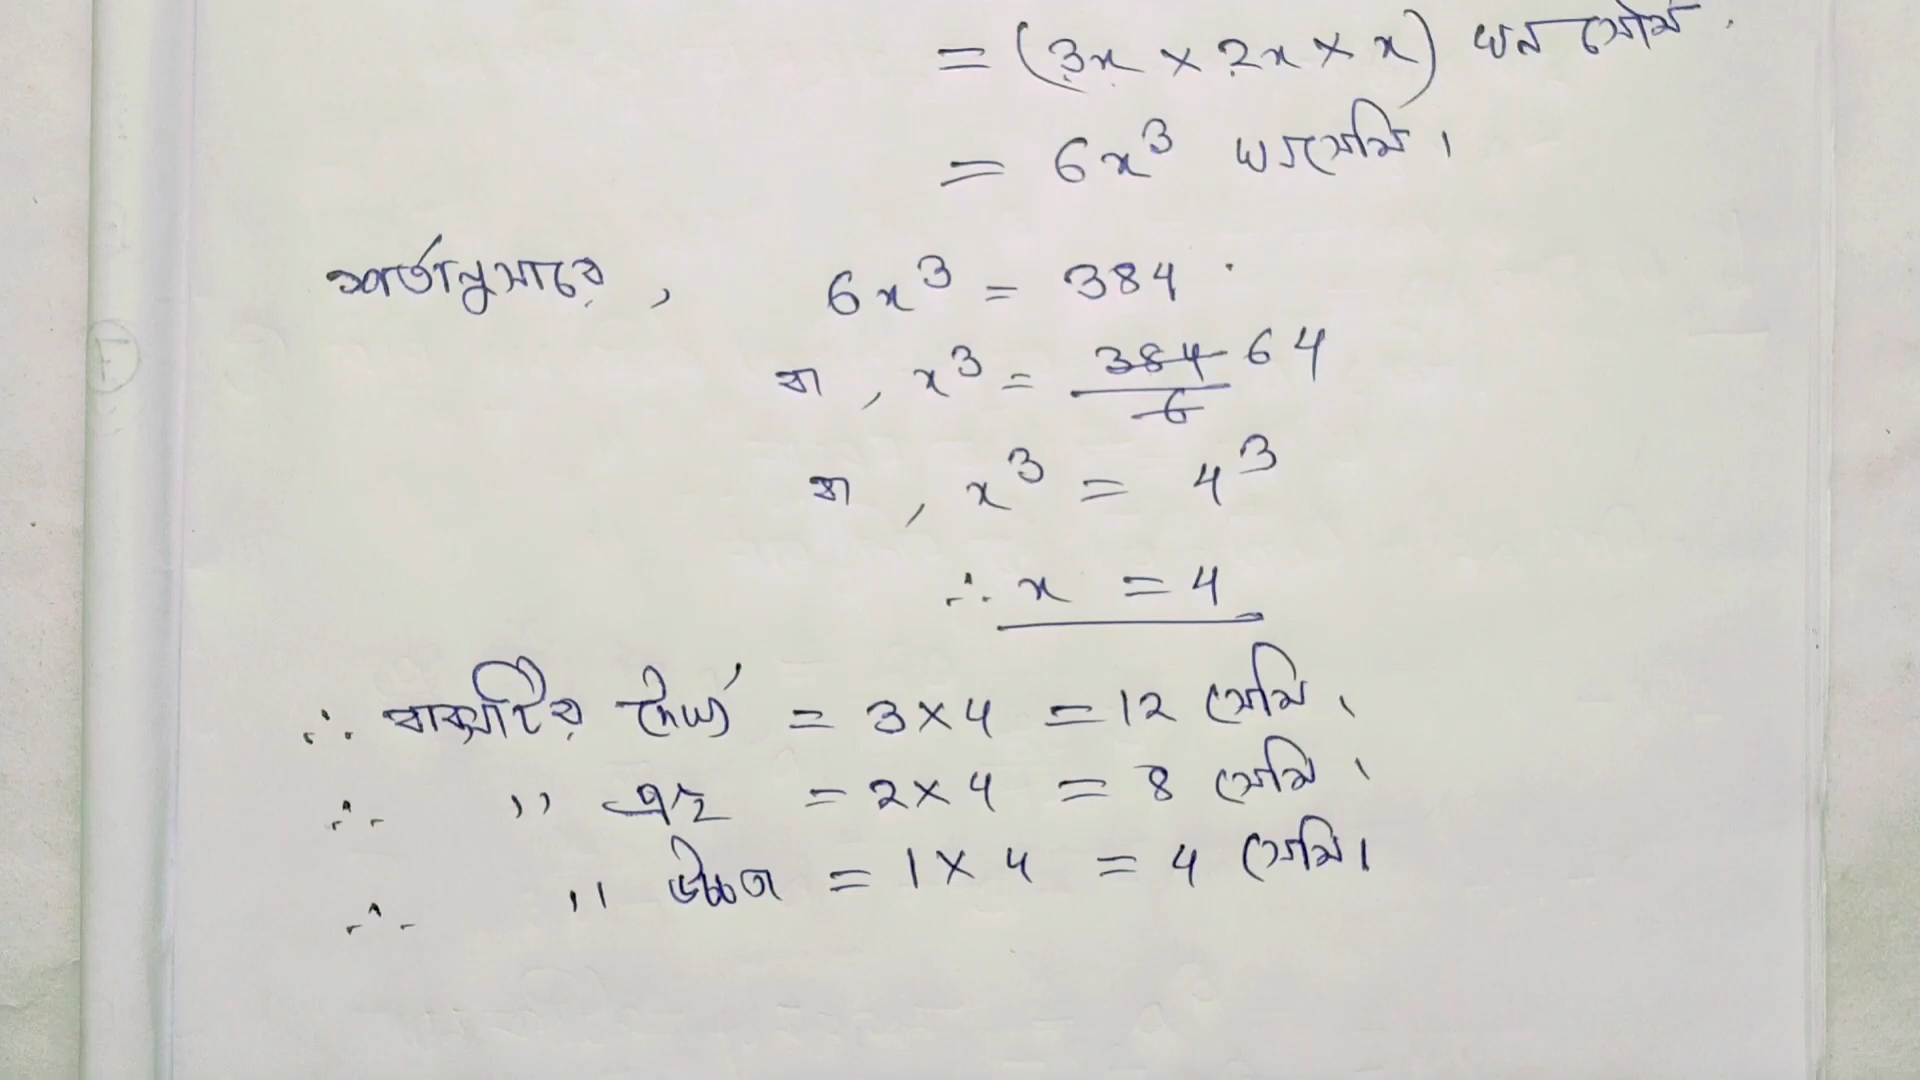 = (3x × 2x × x) ঘন সেমি.
= 6x³ ঘনসেমি।
শর্তানুসারে, 6x³ = 384
বা, x³ = 384/6 64
বা, x³ = 4³
∴ x = 4
∴ বাক্সটির দৈর্ঘ্য = 3×4 = 12 সেমি।
∴ " প্রস্থ = 2×4 = 8 সেমি।
∴ " উচ্চতা = 1×4 = 4 সেমি।